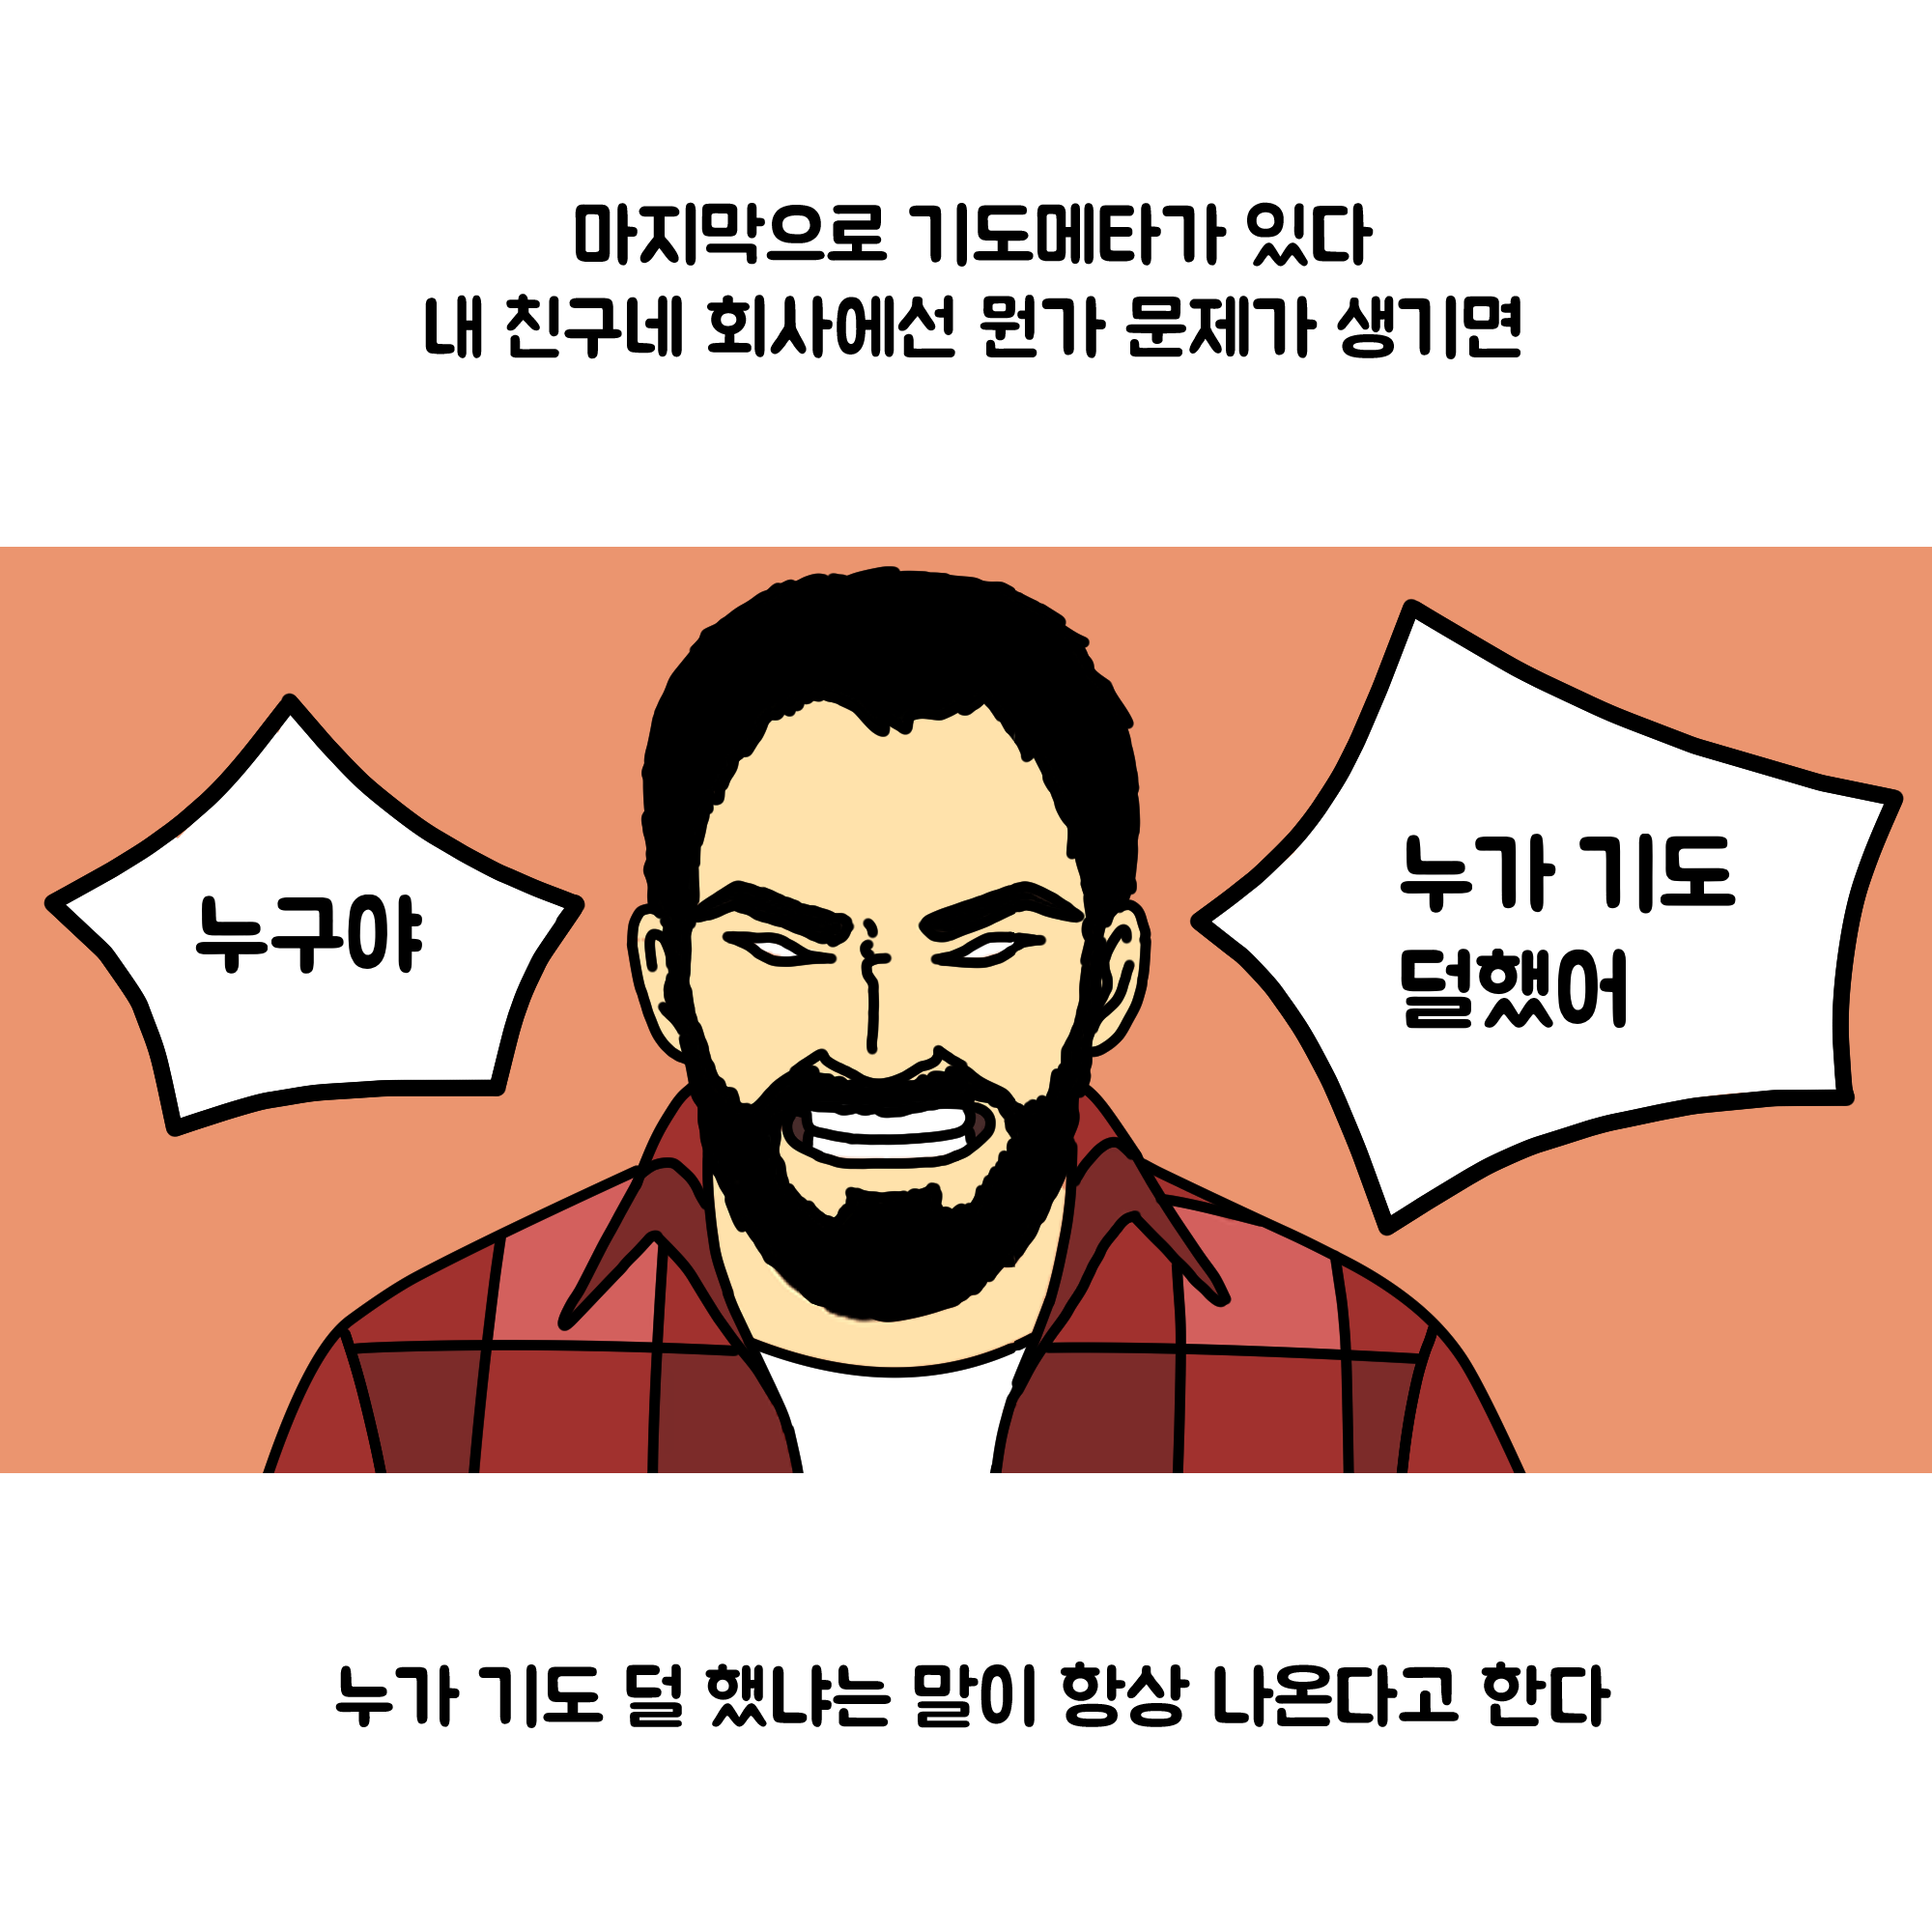 마지막으로 기도메타가 있다
내 친구네 회사에선 뭔가 문제가 생기면
누구야
누가 기도
덜했어
누가 기도 덜 했냐는 말이 항상 나온다고 한다